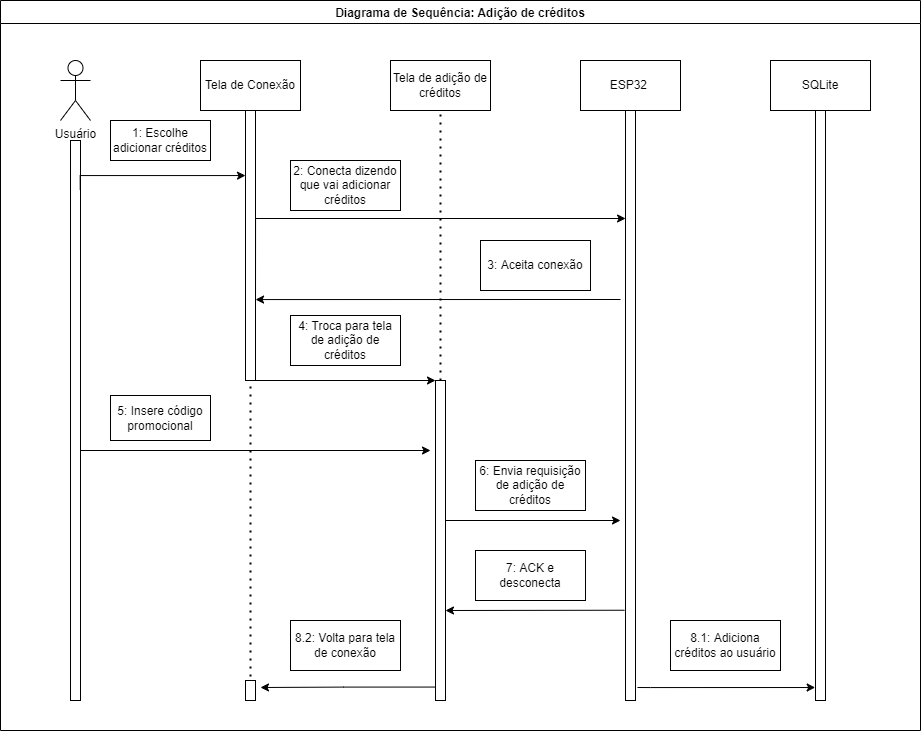 Diagrama de Sequência: Adição de créditos
Usuário
Tela de Conexão
Tela de adição de
créditos
ESP32
SQLite
1: Escolhe
adicionar créditos
2: Conecta dizendo
que vai adicionar
créditos
3: Aceita conexão
4: Troca para tela
de adição de
créditos
5: Insere código
promocional
6: Envia requisição
de adição de
créditos
7: ACK e
desconecta
8.2: Volta para tela
de conexão
8.1: Adiciona
créditos ao usuário